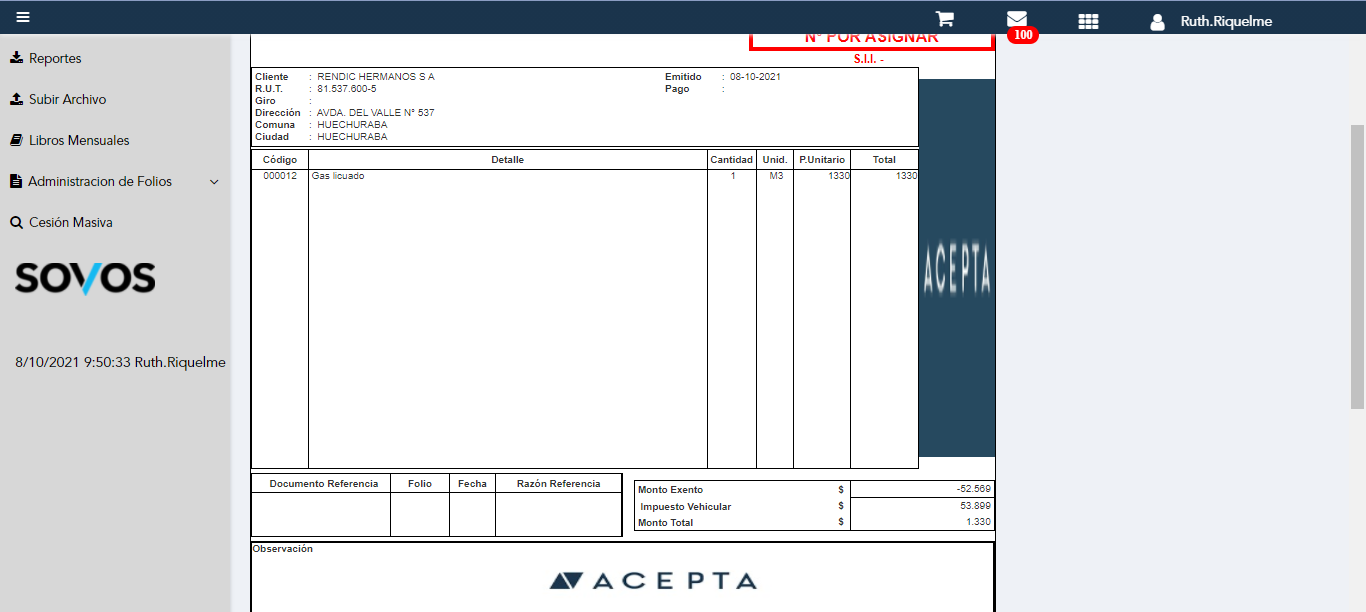 Ruth.Riquelme
100
Reportes
Subir Archivo
Libros Mensuales
Administracion de Folios
Cesión Masiva
SOVOS
8/10/2021 9:50:33 Ruth.Riquelme
N° POR ASIGNAR
S.I.I. -
Cliente : RENDIC HERMANOS S A Emitido : 08-10-2021
R.U.T. : 81.537.600-5 Pago :
Giro :
Dirección : AVDA. DEL VALLE N° 537
Comuna : HUECHURABA
Ciudad : HUECHURABA
Código Detalle Cantidad Unid. P.Unitario Total
000012 Gas licuado 1 M3 1330 1330
ACEPTA
Documento Referencia Folio Fecha Razón Referencia
Monto Exento $ -52.569
Impuesto Vehicular $ 53.899
Monto Total $ 1.330
Observación
ACEPTA